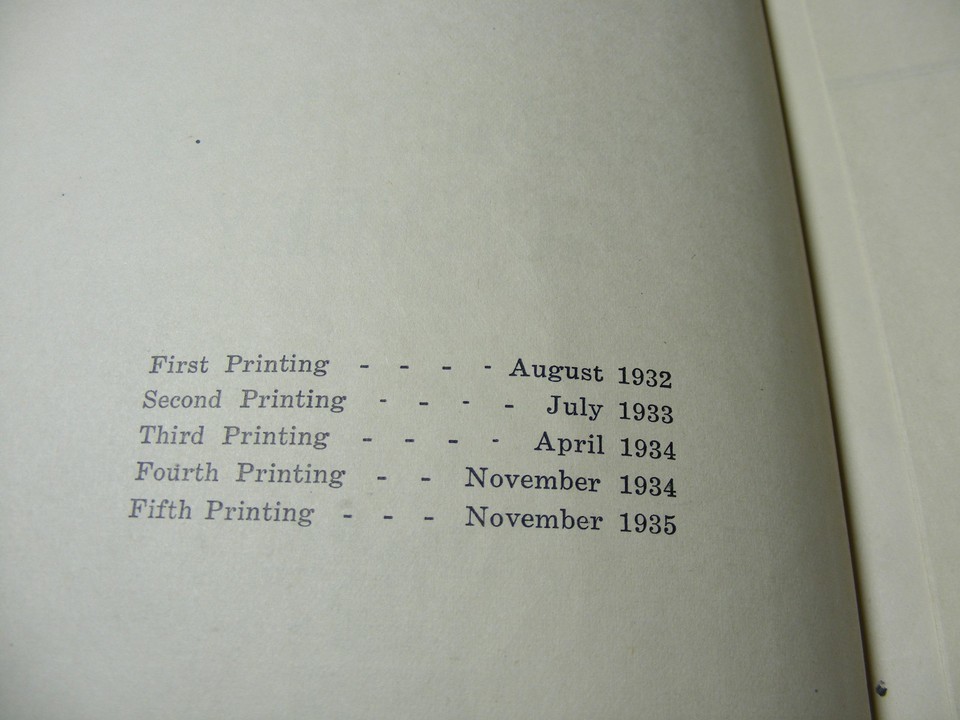 First Printing - - - - August 1932
Second Printing - - - - July 1933
Third Printing - - - - April 1934
Fourth Printing - - November 1934
Fifth Printing - - - November 1935